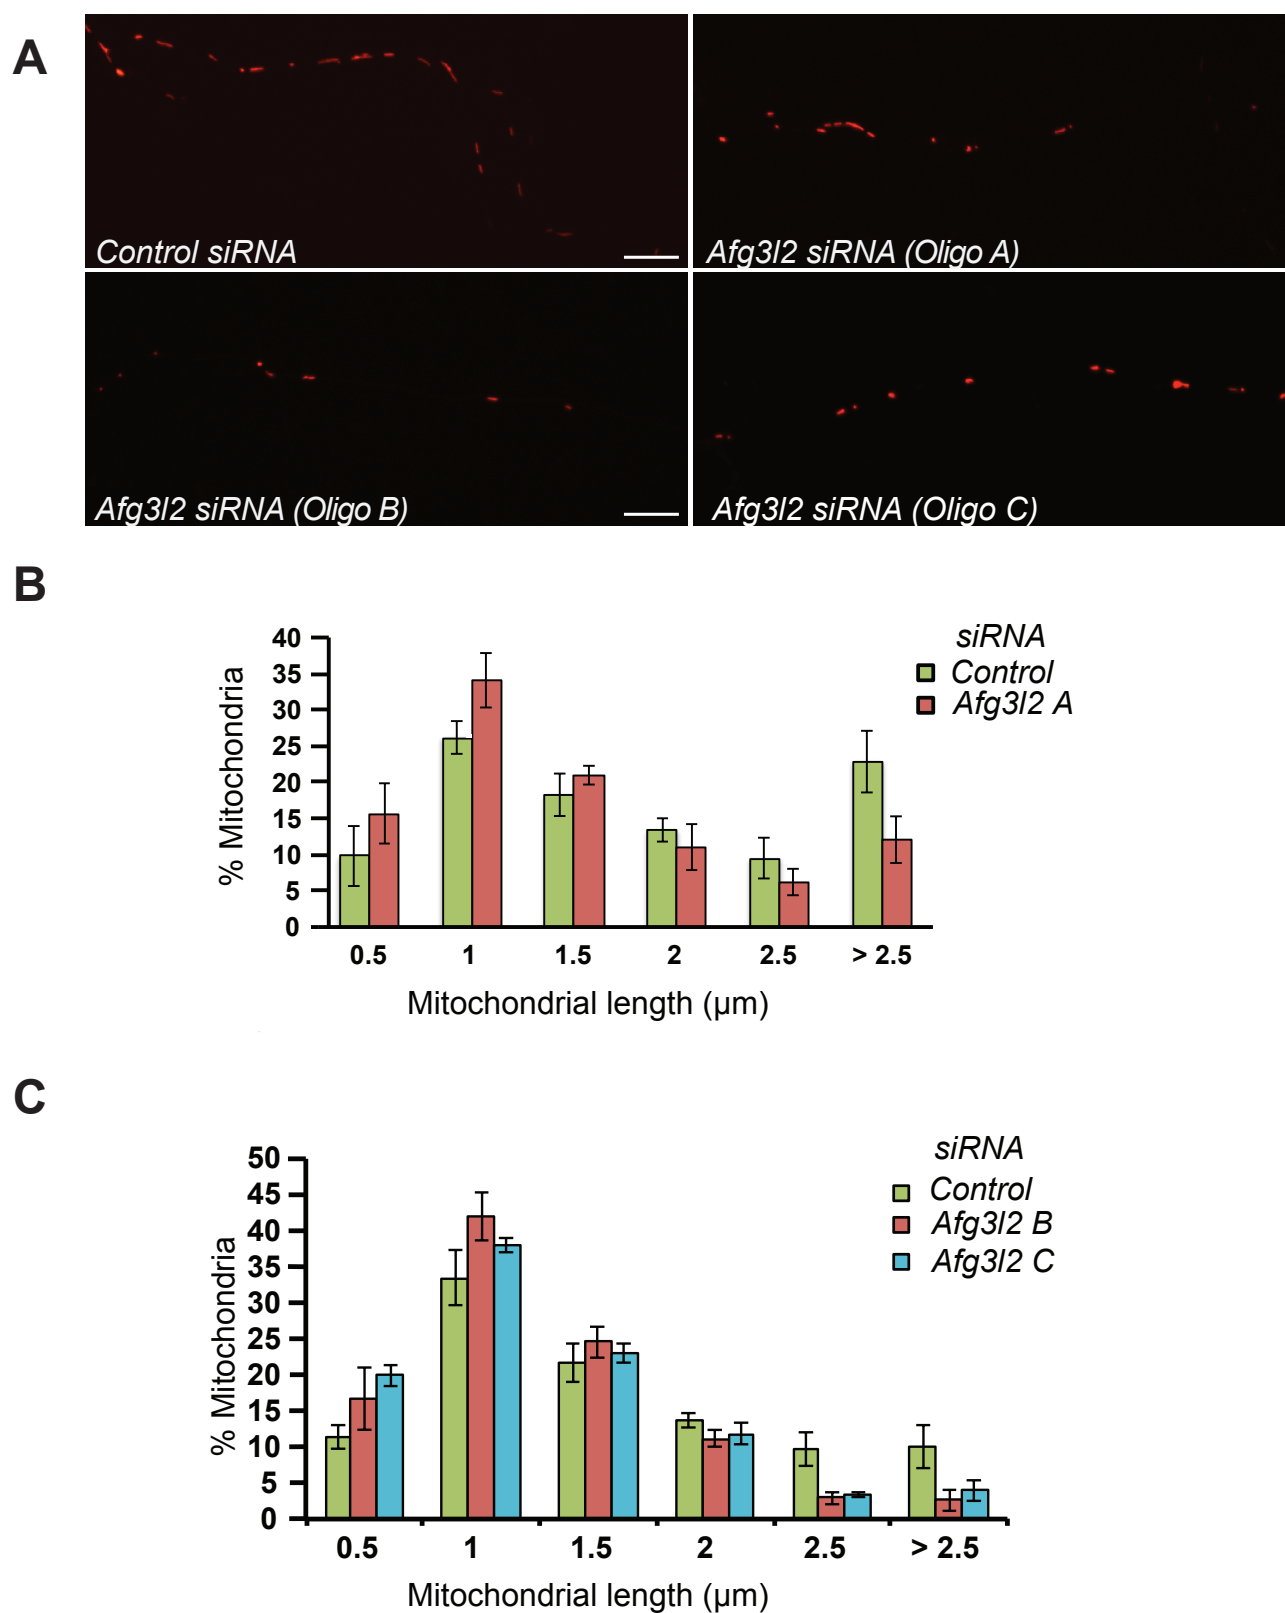 A
Control siRNA
Afg3l2 siRNA (Oligo A)
Afg3l2 siRNA (Oligo B)
Afg3l2 siRNA (Oligo C)
B
siRNA
Control
Afg3l2 A
% Mitochondria
40
35
30
25
20
15
10
5
0
0.5 1 1.5 2 2.5 > 2.5
Mitochondrial length (µm)
C
siRNA
Control
Afg3l2 B
Afg3l2 C
% Mitochondria
50
45
40
35
30
25
20
15
10
5
0
0.5 1 1.5 2 2.5 > 2.5
Mitochondrial length (µm)